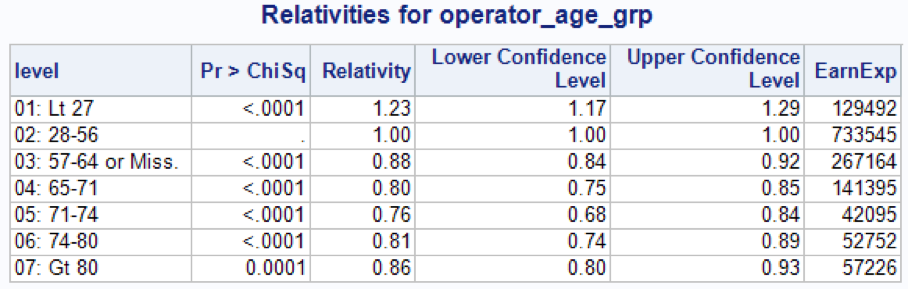 Relativities for operator_age_grp
level Pr > ChiSq Relativity Lower Confidence Level Upper Confidence Level EarnExp
01: Lt 27 <.0001 1.23 1.17 1.29 129492
02: 28-56 . 1.00 1.00 1.00 733545
03: 57-64 or Miss. <.0001 0.88 0.84 0.92 267164
04: 65-71 <.0001 0.80 0.75 0.85 141395
05: 71-74 <.0001 0.76 0.68 0.84 42095
06: 74-80 <.0001 0.81 0.74 0.89 52752
07: Gt 80 0.0001 0.86 0.80 0.93 57226